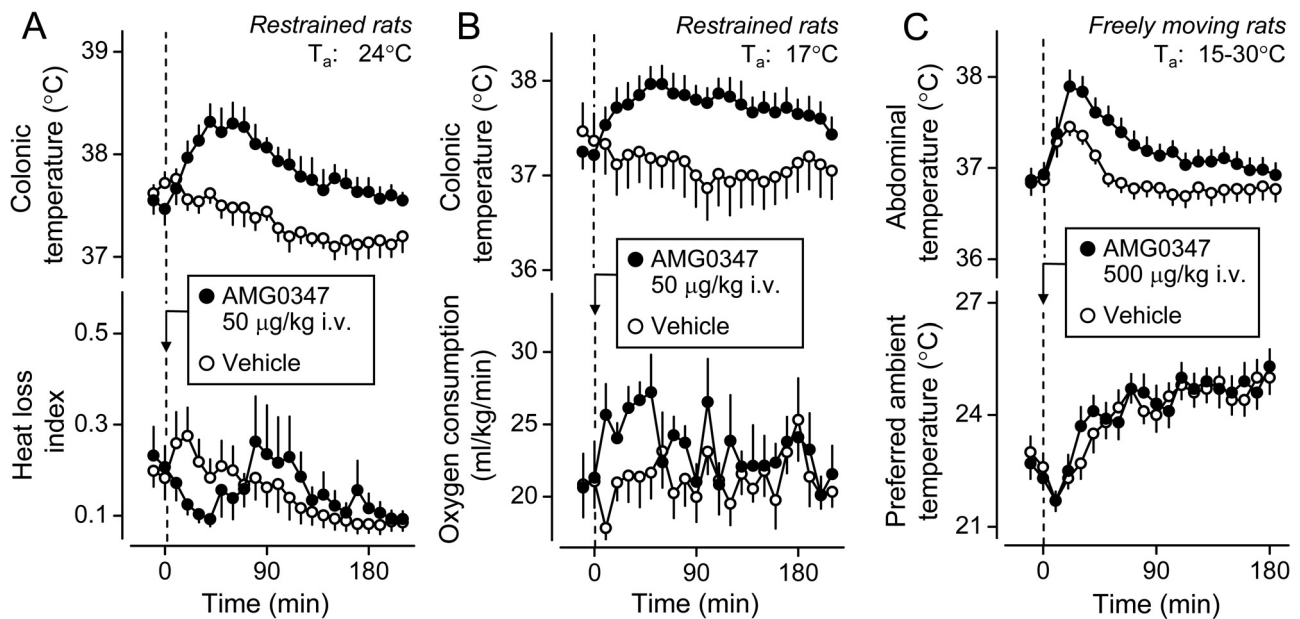 A
Restrained rats
Ta: 24°C
39
38
37
Colonic
temperature (°C)
AMG0347
50 μg/kg i.v.
Vehicle
0.5
0.3
0.1
Heat loss
index
0
90
180
Time (min)
B
Restrained rats
Ta: 17°C
38
37
36
Colonic
temperature (°C)
AMG0347
50 μg/kg i.v.
Vehicle
30
25
20
Oxygen consumption
(ml/kg/min)
0
90
180
Time (min)
C
Freely moving rats
Ta: 15-30°C
38
37
36
Abdominal
temperature (°C)
AMG0347
500 μg/kg i.v.
Vehicle
27
24
21
Preferred ambient
temperature (°C)
0
90
180
Time (min)